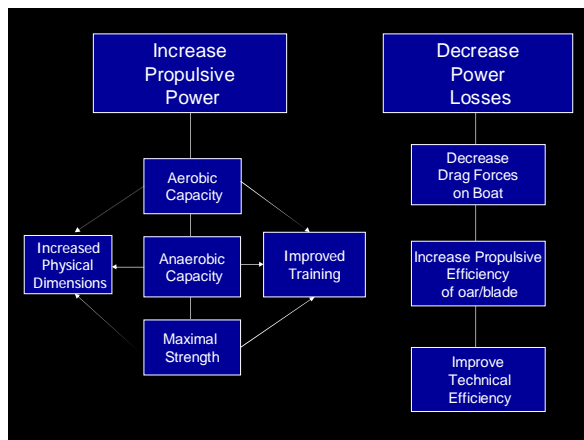 Increase
Propulsive
Power
Decrease
Power
Losses
Aerobic
Capacity
Decrease
Drag Forces
on Boat
Increased
Physical
Dimensions
Anaerobic
Capacity
Improved
Training
Increase Propulsive
Efficiency
of oar/blade
Maximal
Strength
Improve
Technical
Efficiency